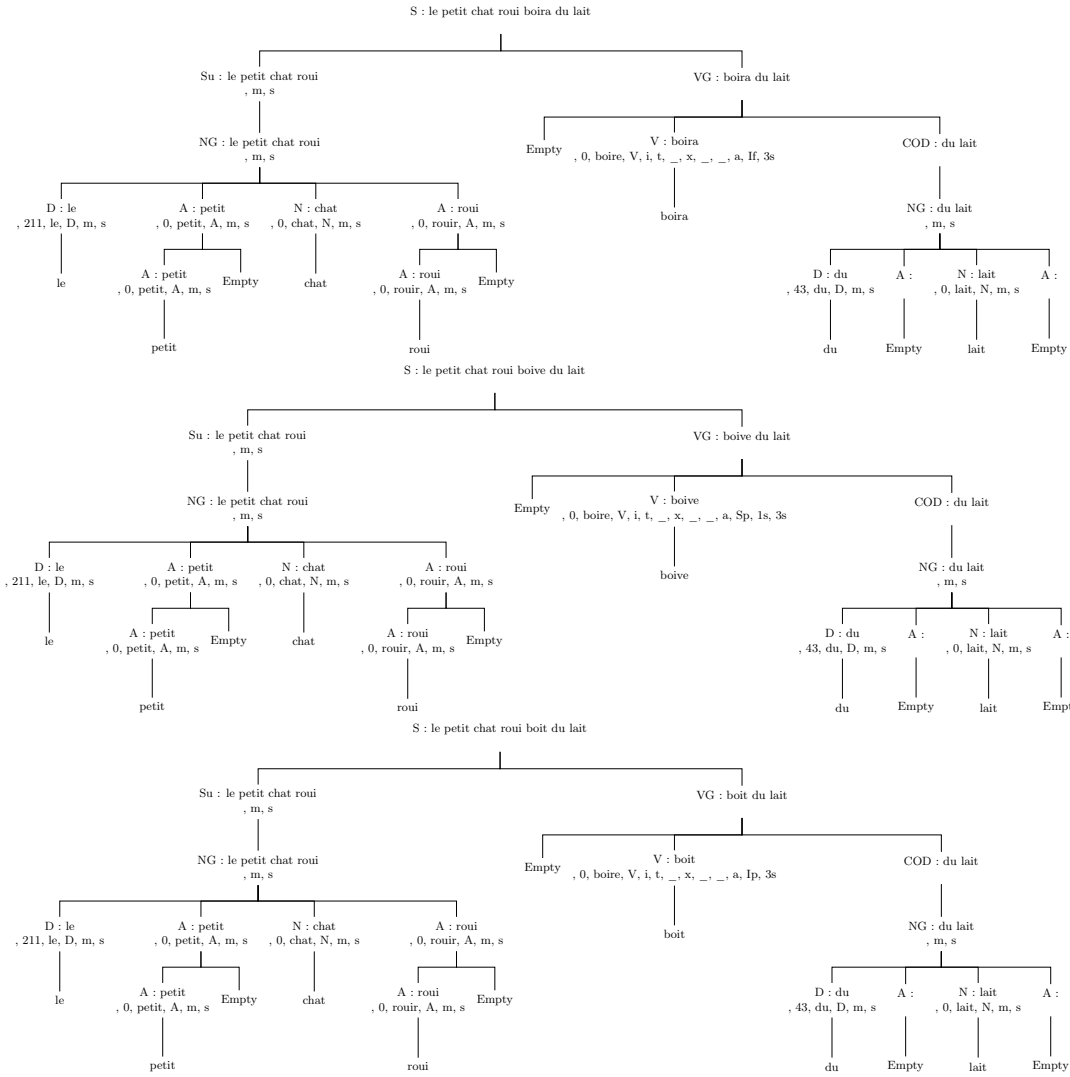 S : le petit chat roui boira du lait
Su : le petit chat roui
, m, s
VG : boira du lait
NG : le petit chat roui
, m, s
Empty
V : boira
, 0, boire, V, i, t, _, x, _, _, a, If, 3s
COD : du lait
D : le
, 211, le, D, m, s
A : petit
, 0, petit, A, m, s
N : chat
, 0, chat, N, m, s
A : roui
, 0, rouir, A, m, s
boira
NG : du lait
, m, s
le
A : petit
, 0, petit, A, m, s
Empty
chat
A : roui
, 0, rouir, A, m, s
Empty
D : du
, 43, du, D, m, s
A :
N : lait
, 0, lait, N, m, s
A :
petit
roui
du
Empty
lait
Empty
S : le petit chat roui boive du lait
Su : le petit chat roui
, m, s
VG : boive du lait
NG : le petit chat roui
, m, s
Empty
V : boive
, 0, boire, V, i, t, _, x, _, _, a, Sp, 1s, 3s
COD : du lait
D : le
, 211, le, D, m, s
A : petit
, 0, petit, A, m, s
N : chat
, 0, chat, N, m, s
A : roui
, 0, rouir, A, m, s
boive
NG : du lait
, m, s
le
A : petit
, 0, petit, A, m, s
Empty
chat
A : roui
, 0, rouir, A, m, s
Empty
D : du
, 43, du, D, m, s
A :
N : lait
, 0, lait, N, m, s
A :
petit
roui
du
Empty
lait
Empt
S : le petit chat roui boit du lait
Su : le petit chat roui
, m, s
VG : boit du lait
NG : le petit chat roui
, m, s
Empty
V : boit
, 0, boire, V, i, t, _, x, _, _, a, Ip, 3s
COD : du lait
D : le
, 211, le, D, m, s
A : petit
, 0, petit, A, m, s
N : chat
, 0, chat, N, m, s
A : roui
, 0, rouir, A, m, s
boit
NG : du lait
, m, s
le
A : petit
, 0, petit, A, m, s
Empty
chat
A : roui
, 0, rouir, A, m, s
Empty
D : du
, 43, du, D, m, s
A :
N : lait
, 0, lait, N, m, s
A :
petit
roui
du
Empty
lait
Empty